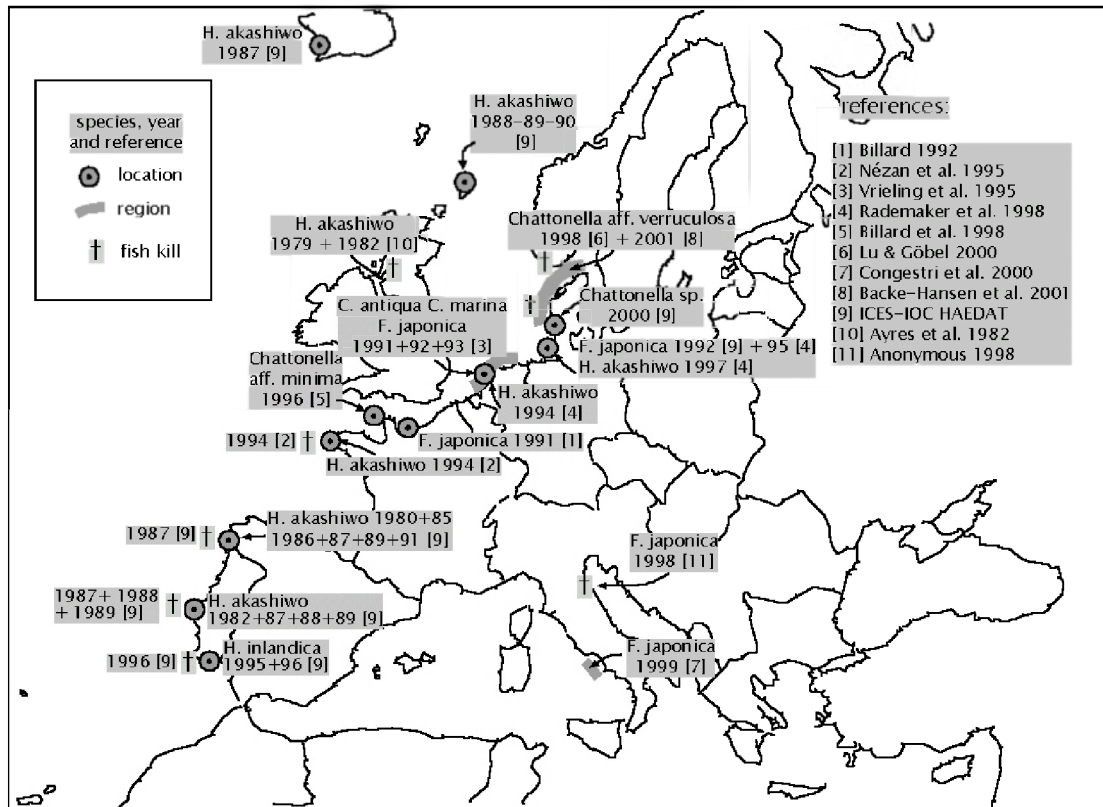 H. akashiwo
1987 [9]
species, year
and reference
location
region
† fish kill
H. akashiwo
1988-89-90
[9]
references:
[1] Billard 1992
[2] Nézan et al. 1995
[3] Vrieling et al. 1995
[4] Rademaker et al. 1998
[5] Billard et al. 1998
[6] Lu & Göbel 2000
[7] Congestri et al. 2000
[8] Backe-Hansen et al. 2001
[9] ICES-IOC HAEDAT
[10] Ayres et al. 1982
[11] Anonymous 1998
H. akashiwo
1979 + 1982 [10]
†
Chattonella aff. verruculosa
1998 [6] + 2001 [8]
†
†
Chattonella sp.
2000 [9]
C. antiqua C. marina
F. japonica
1991+92+93 [3]
F. japonica 1992 [9] + 95 [4]
H. akashiwo 1997 [4]
Chattonella
aff. minima
1996 [5]
H. akashiwo
1994 [4]
1994 [2] †
F. japonica 1991 [1]
H. akashiwo 1994 [2]
1987 [9] †
H. akashiwo 1980+85
1986+87+89+91 [9]
F. japonica
1998 [11]
†
1987+ 1988
+ 1989 [9] †
H. akashiwo
1982+87+88+89 [9]
1996 [9] †
H. inlandica
1995+96 [9]
F. japonica
1999 [7]